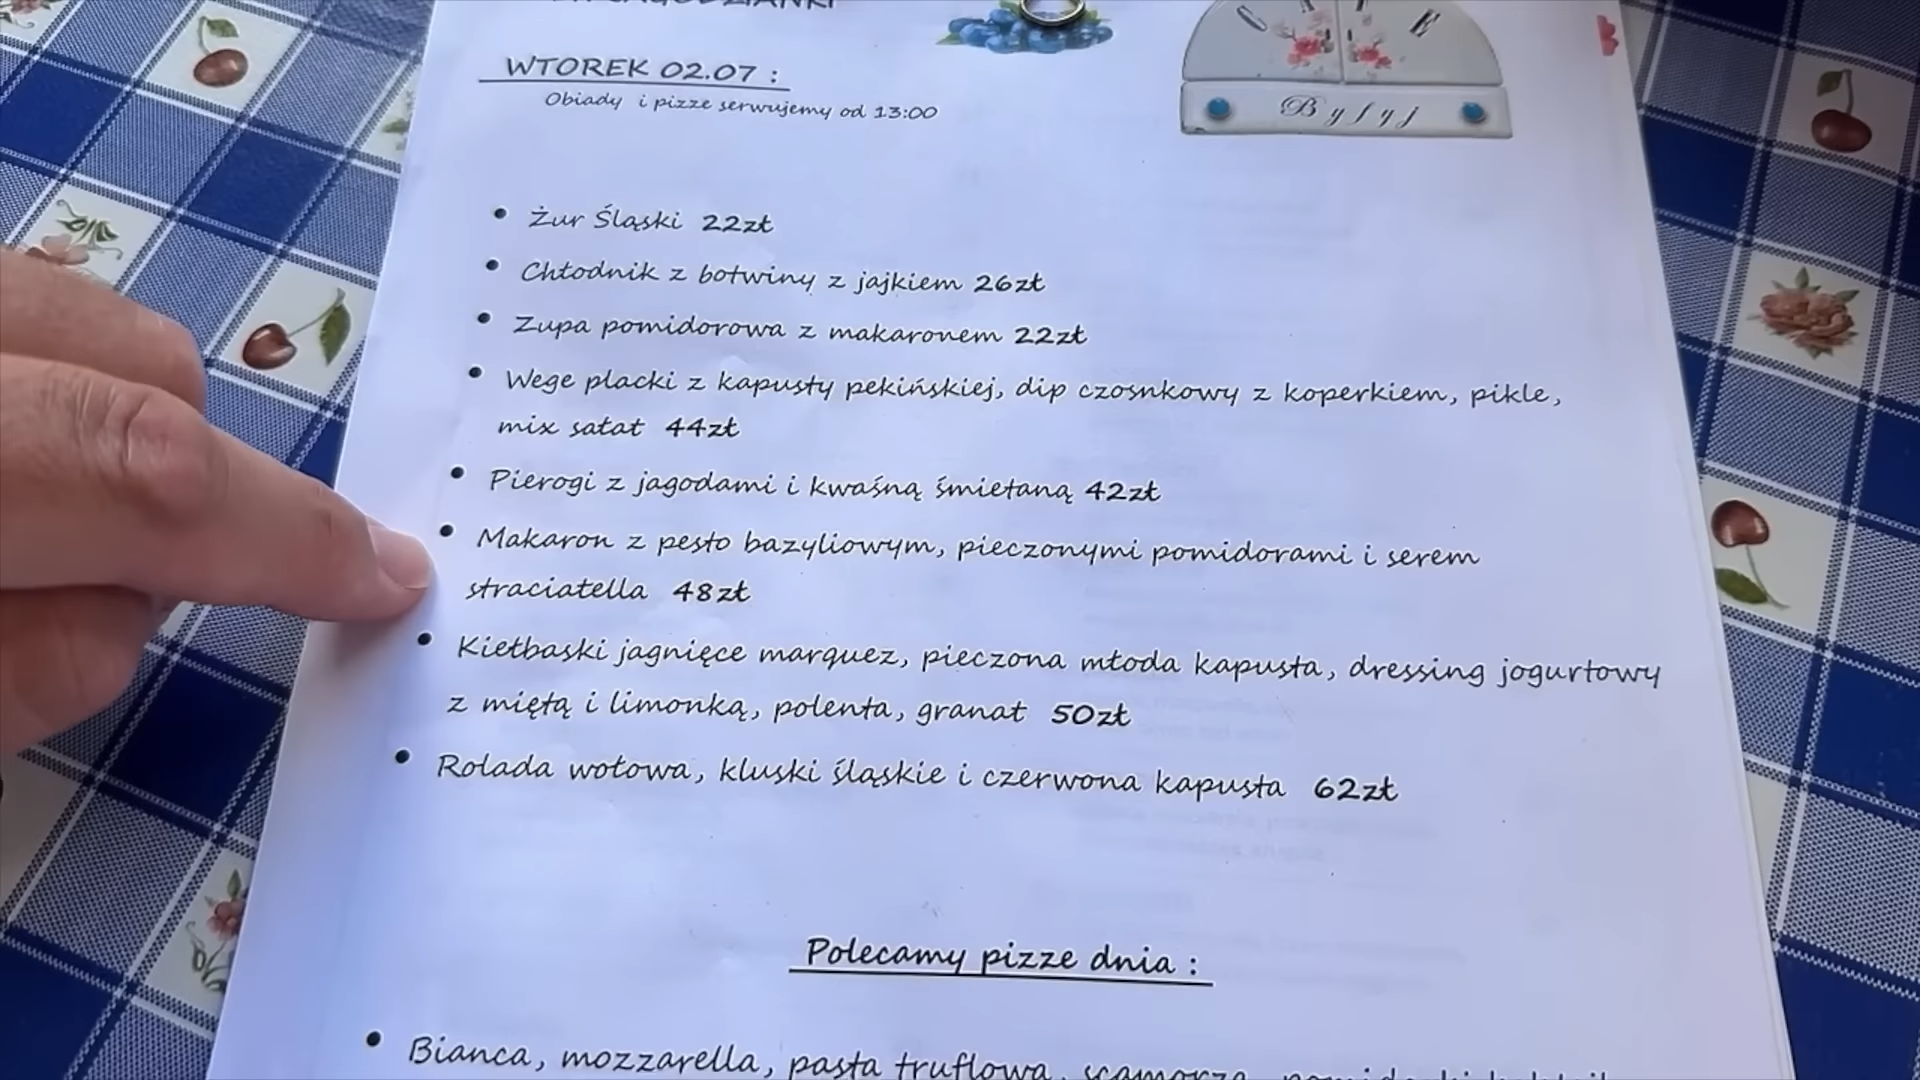 WTOREK 02.07 :
Obiady i pizze serwujemy od 13:00
CAFE
Byfyj
• Żur Śląski 22zł
• Chłodnik z botwiny z jajkiem 26zł
• Zupa pomidorowa z makaronem 22zł
• Wege placki z kapusty pekińskiej, dip czosnkowy z koperkiem, pikle,
mix sałat 44zł
• Pierogi z jagodami i kwaśną śmietaną 42zł
• Makaron z pesto bazyliowym, pieczonymi pomidorami i serem
straciatella 48zł
• Kiełbaski jagnięce marquez, pieczona młoda kapusta, dressing jogurtowy
z miętą i limonką, polenta, granat 50zł
• Rolada wołowa, kluski śląskie i czerwona kapusta 62zł
Polecamy pizze dnia :
• Bianca, mozzarella, pasta truflowa, scamorza,